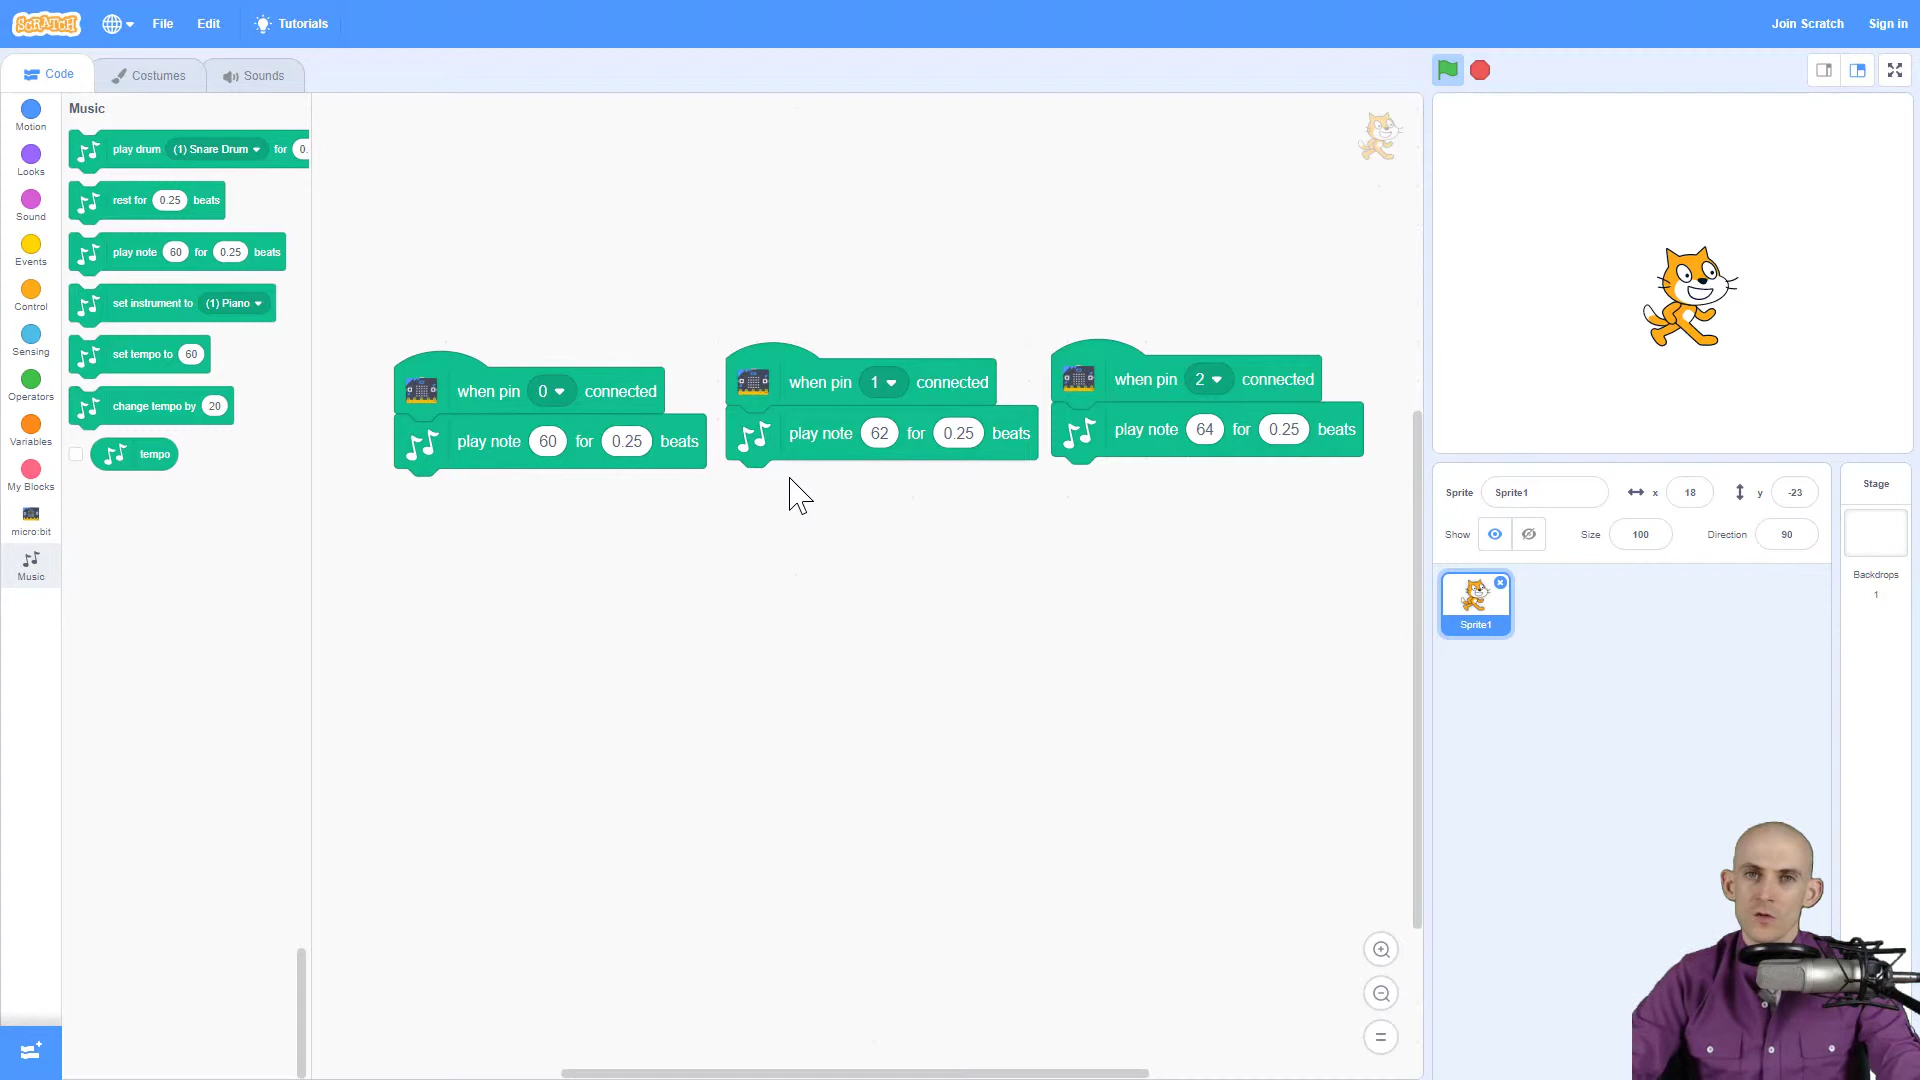 SCRATCH File Edit Tutorials Join Scratch Sign in
Code Costumes Sounds
Motion
Looks
Sound
Events
Control
Sensing
Operators
Variables
My Blocks
micro:bit
Music
Music
play drum (1) Snare Drum for 0.
rest for 0.25 beats
play note 60 for 0.25 beats
set instrument to (1) Piano
set tempo to 60
change tempo by 20
tempo
when pin 0 connected
play note 60 for 0.25 beats
when pin 1 connected
play note 62 for 0.25 beats
when pin 2 connected
play note 64 for 0.25 beats
Sprite Sprite1 x 18 y -23
Show Size 100 Direction 90
Sprite1
Stage
Backdrops
1